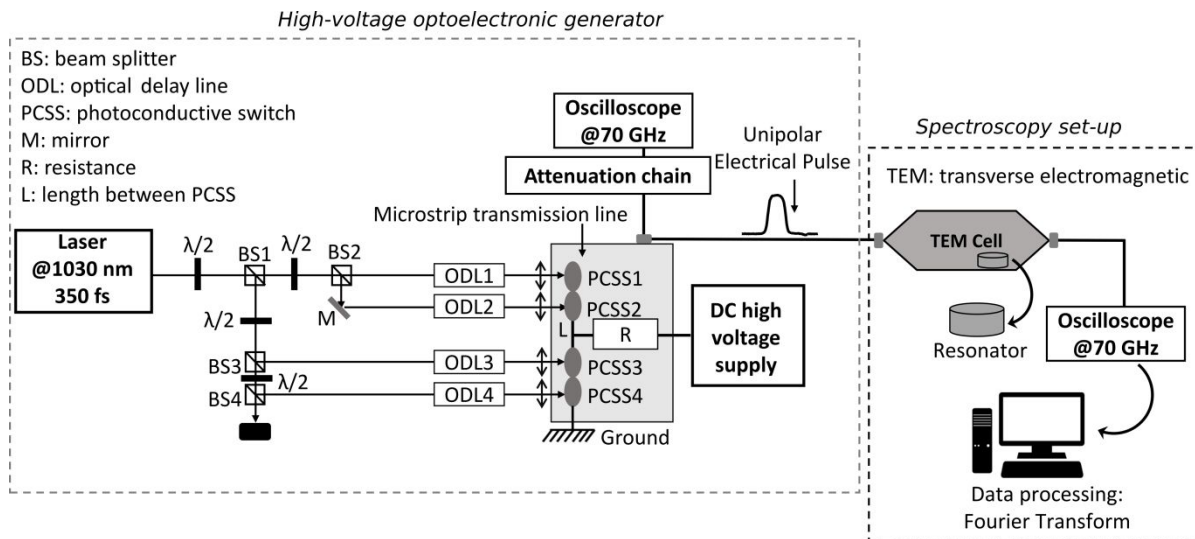 High-voltage optoelectronic generator
BS: beam splitter
ODL: optical delay line
PCSS: photoconductive switch
M: mirror
R: resistance
L: length between PCSS
Oscilloscope
@70 GHz
Attenuation chain
Unipolar
Electrical Pulse
Microstrip transmission line
Laser
@1030 nm
350 fs
λ/2
BS1
λ/2
BS2
M
ODL1
ODL2
PCSS1
PCSS2
L
R
DC high
voltage
supply
λ/2
BS3
λ/2
BS4
ODL3
ODL4
PCSS3
PCSS4
Ground
Spectroscopy set-up
TEM: transverse electromagnetic
TEM Cell
Resonator
Oscilloscope
@70 GHz
Data processing:
Fourier Transform